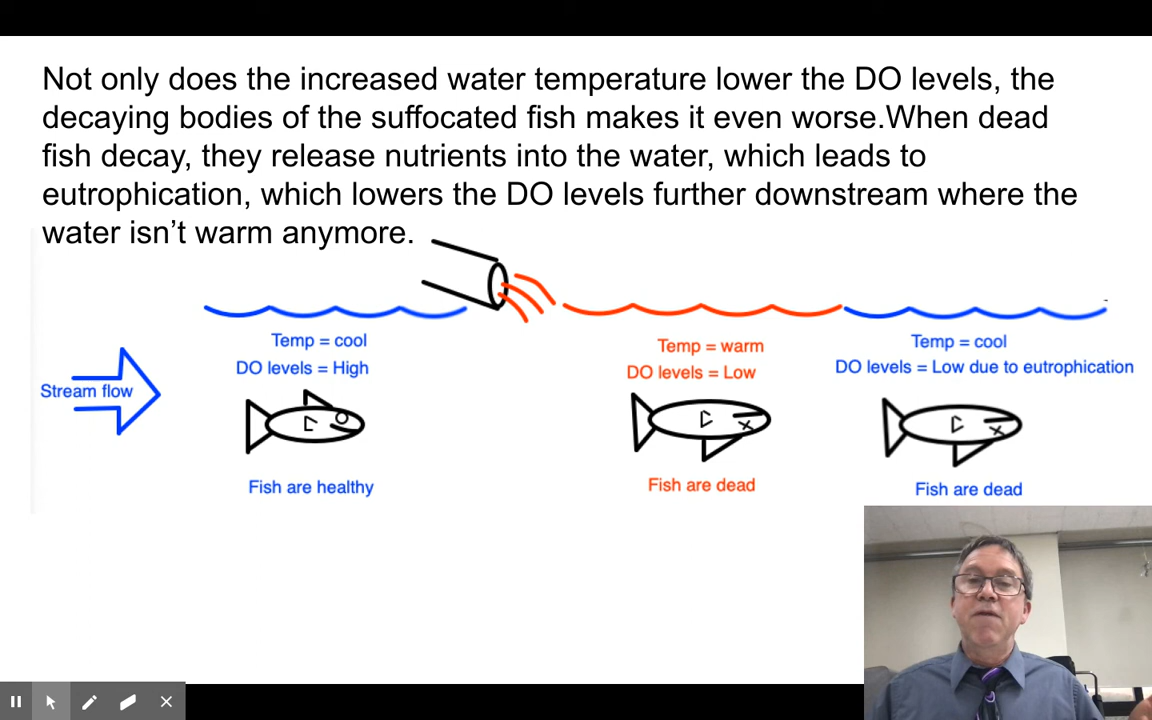 Not only does the increased water temperature lower the DO levels, the
decaying bodies of the suffocated fish makes it even worse.When dead
fish decay, they release nutrients into the water, which leads to
eutrophication, which lowers the DO levels further downstream where the
water isn’t warm anymore.
Temp = cool
DO levels = High
Stream flow
Fish are healthy
Temp = warm
DO levels = Low
Fish are dead
Temp = cool
DO levels = Low due to eutrophication
Fish are dead